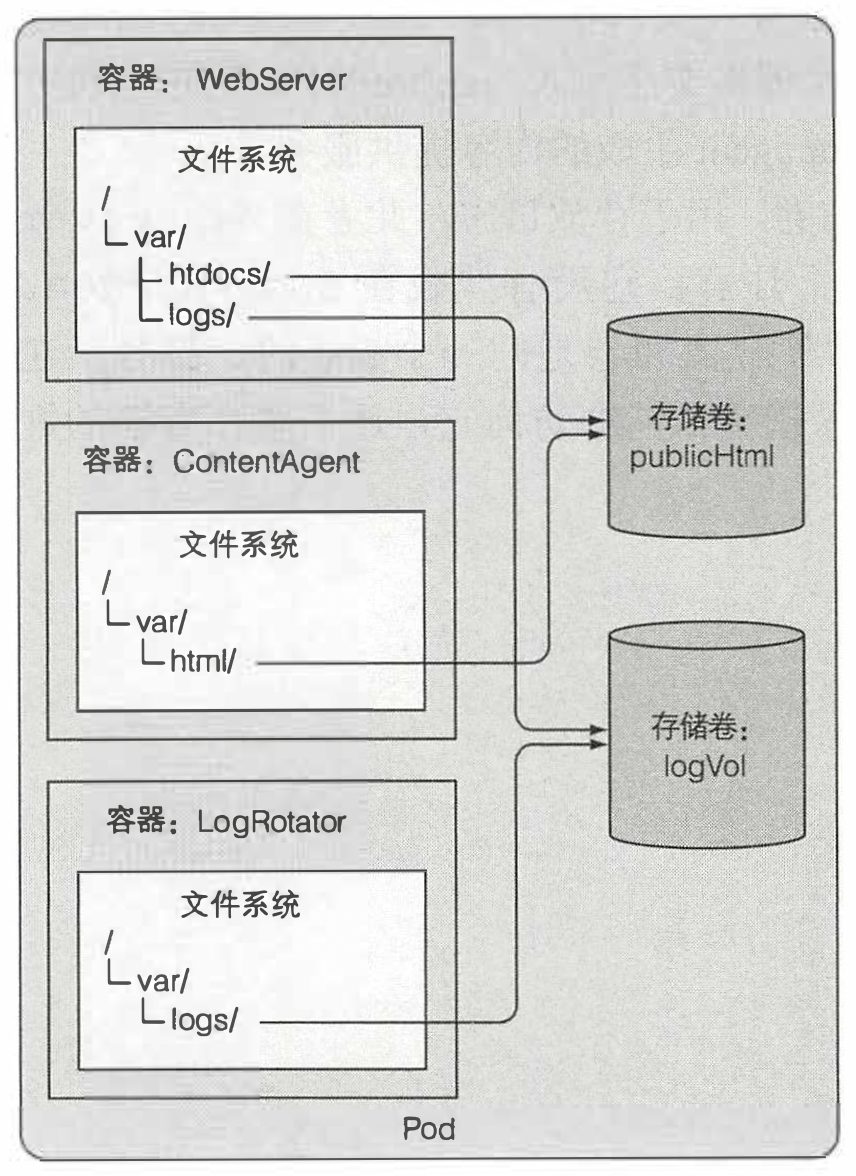 容器：WebServer
文件系统
/
var/
htdocs/
logs/
存储卷：
publicHtml
容器：ContentAgent
文件系统
/
var/
html/
存储卷：
logVol
容器：LogRotator
文件系统
/
var/
logs/
Pod